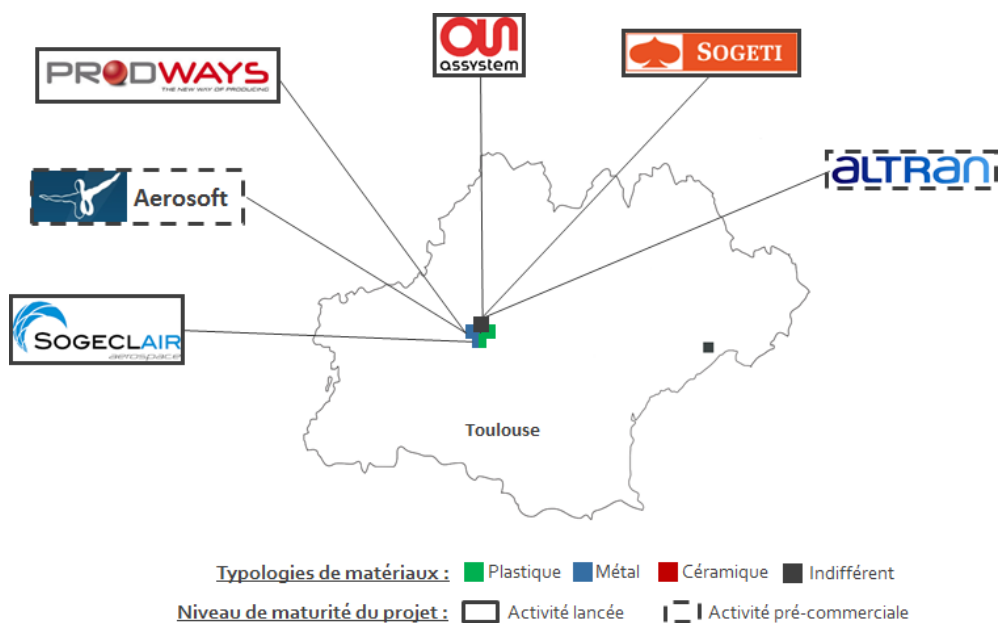 assystem
SOGETI
PRODWAYS
THE NEW WAY OF PRODUCING
ALTRAN
Aerosoft
SOGECLAIR
aerospace
Toulouse
Typologies de matériaux : Plastique Métal Céramique Indifférent
Niveau de maturité du projet : Activité lancée Activité pré-commerciale